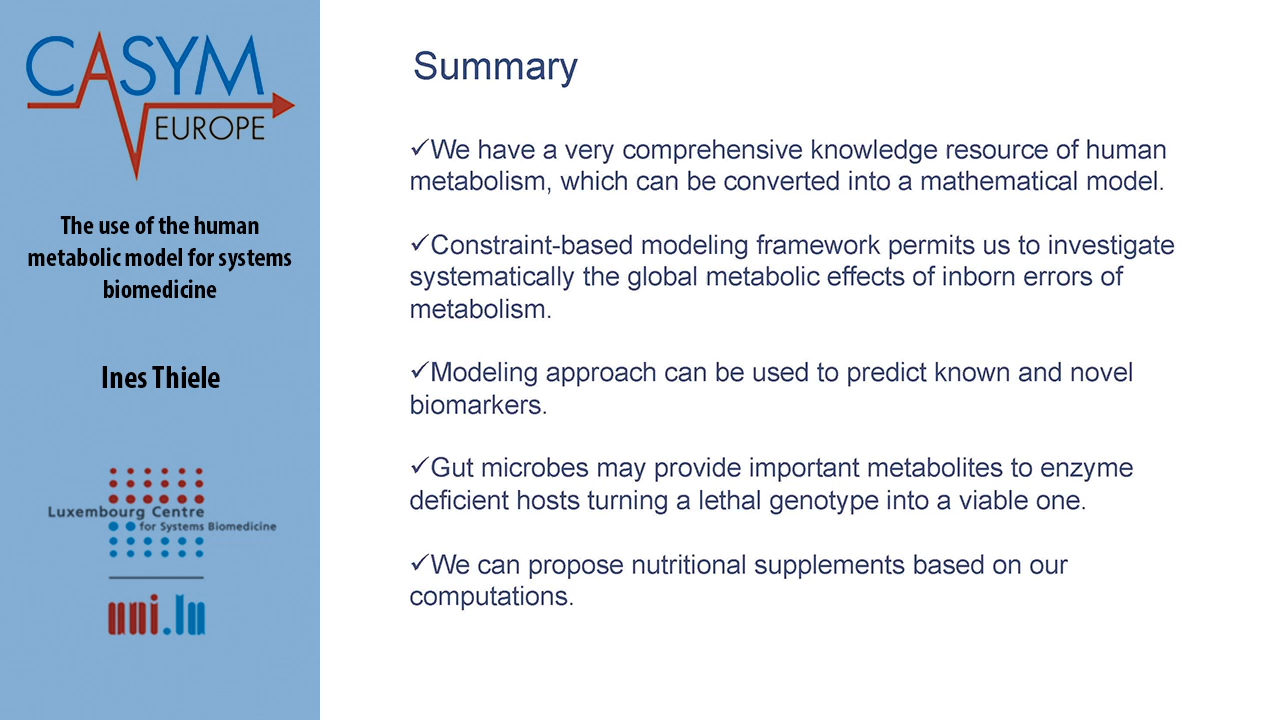 CASYM
EUROPE
The use of the human
metabolic model for systems
biomedicine
Ines Thiele
Luxembourg Centre
for Systems Biomedicine
uni.lu
Summary
✓We have a very comprehensive knowledge resource of human
metabolism, which can be converted into a mathematical model.
✓Constraint-based modeling framework permits us to investigate
systematically the global metabolic effects of inborn errors of
metabolism.
✓Modeling approach can be used to predict known and novel
biomarkers.
✓Gut microbes may provide important metabolites to enzyme
deficient hosts turning a lethal genotype into a viable one.
✓We can propose nutritional supplements based on our
computations.